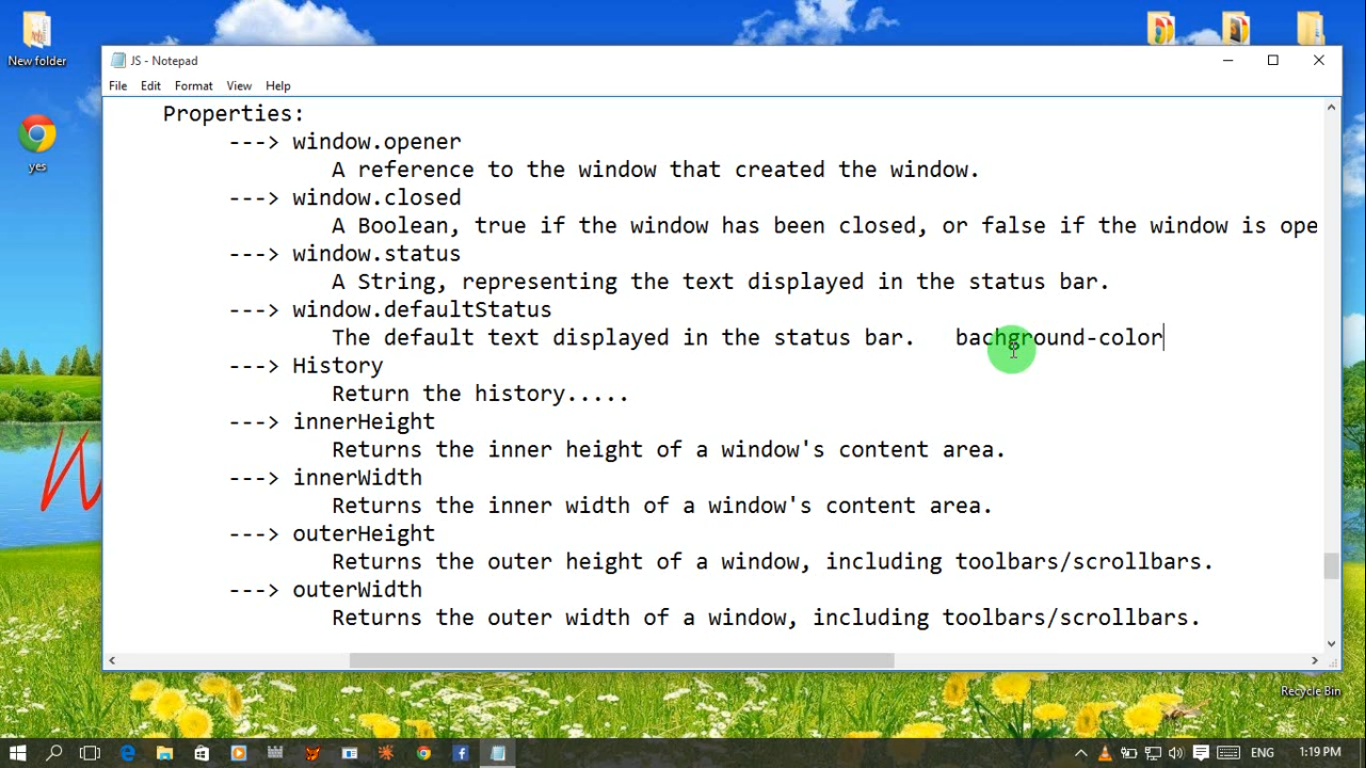 New folder
yes
JS - Notepad
File Edit Format View Help
Properties:
---> window.opener
A reference to the window that created the window.
---> window.closed
A Boolean, true if the window has been closed, or false if the window is ope
---> window.status
A String, representing the text displayed in the status bar.
---> window.defaultStatus
The default text displayed in the status bar. bachground-color
---> History
Return the history.....
---> innerHeight
Returns the inner height of a window's content area.
---> innerWidth
Returns the inner width of a window's content area.
---> outerHeight
Returns the outer height of a window, including toolbars/scrollbars.
---> outerWidth
Returns the outer width of a window, including toolbars/scrollbars.
Recycle Bin
ENG 1:19 PM